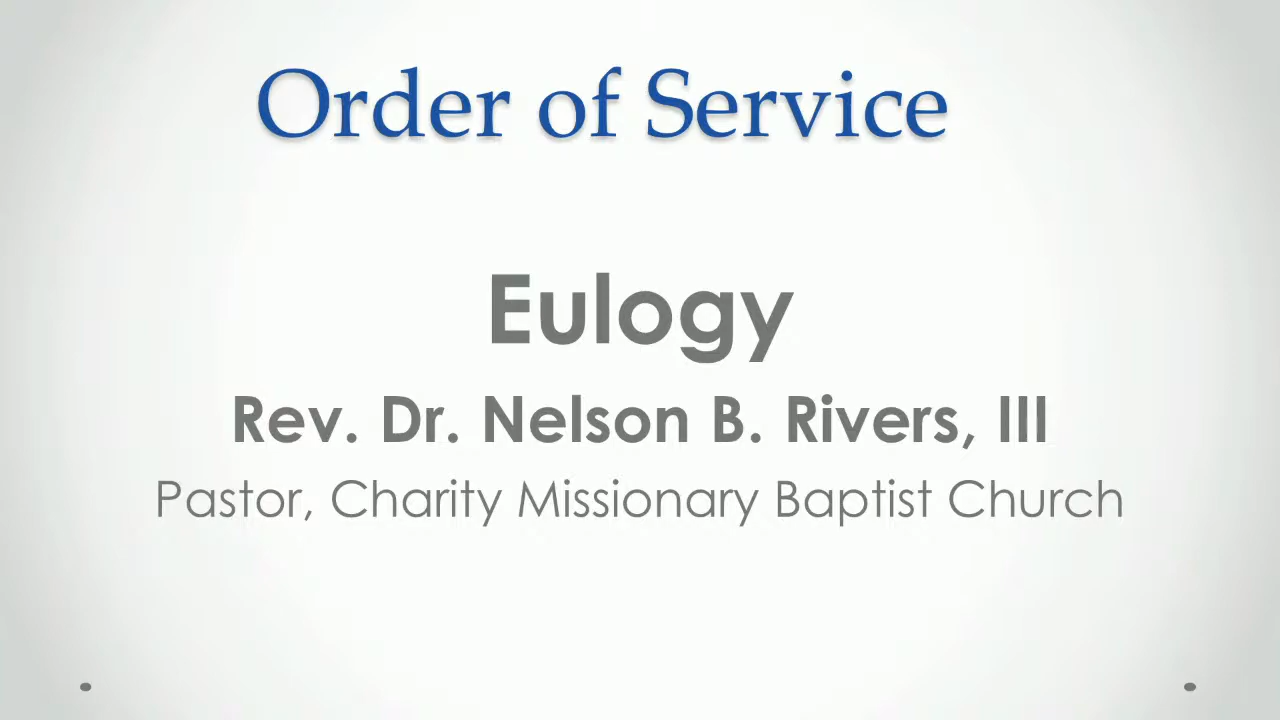 Order of Service
Eulogy
Rev. Dr. Nelson B. Rivers, III
Pastor, Charity Missionary Baptist Church